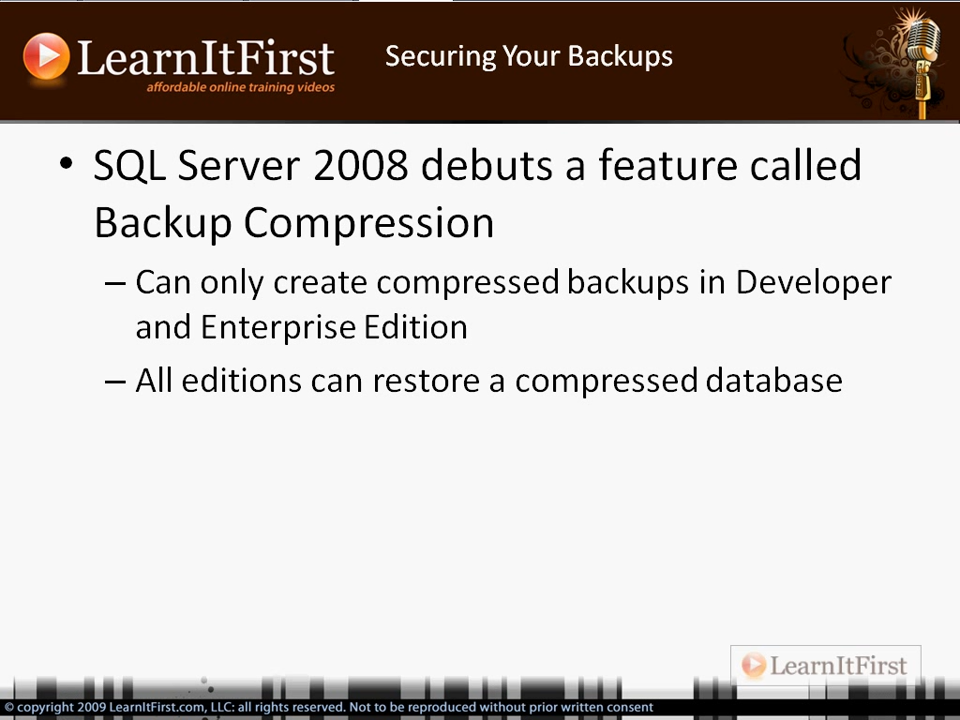 LearnItFirst
affordable online training videos
Securing Your Backups
• SQL Server 2008 debuts a feature called
Backup Compression
– Can only create compressed backups in Developer
and Enterprise Edition
– All editions can restore a compressed database
LearnItFirst
© copyright 2009 LearnItFirst.com, LLC: all rights reserved. Not to be reproduced without prior written consent